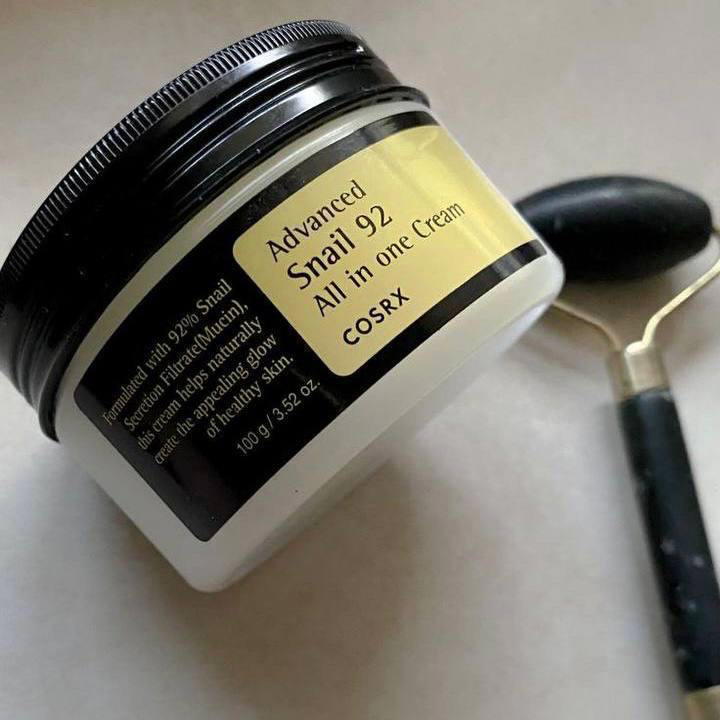 Advanced
Snail 92
All in one Cream
COSRX
Formulated with 92% Snail
Secretion Filtrate(Mucin),
this cream helps naturally
create the appealing glow
of healthy skin.
100 g / 3.52 oz.